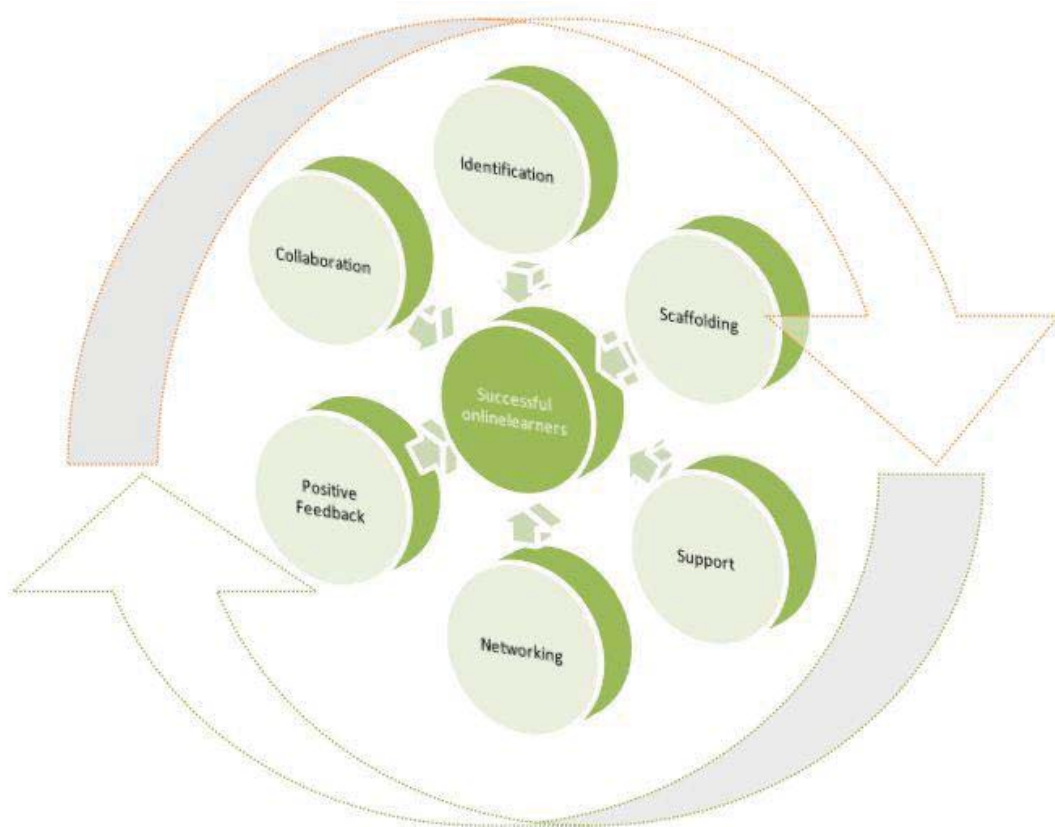 Identification
Collaboration
Scaffolding
Successful
onlinelearners
Positive
Feedback
Support
Networking